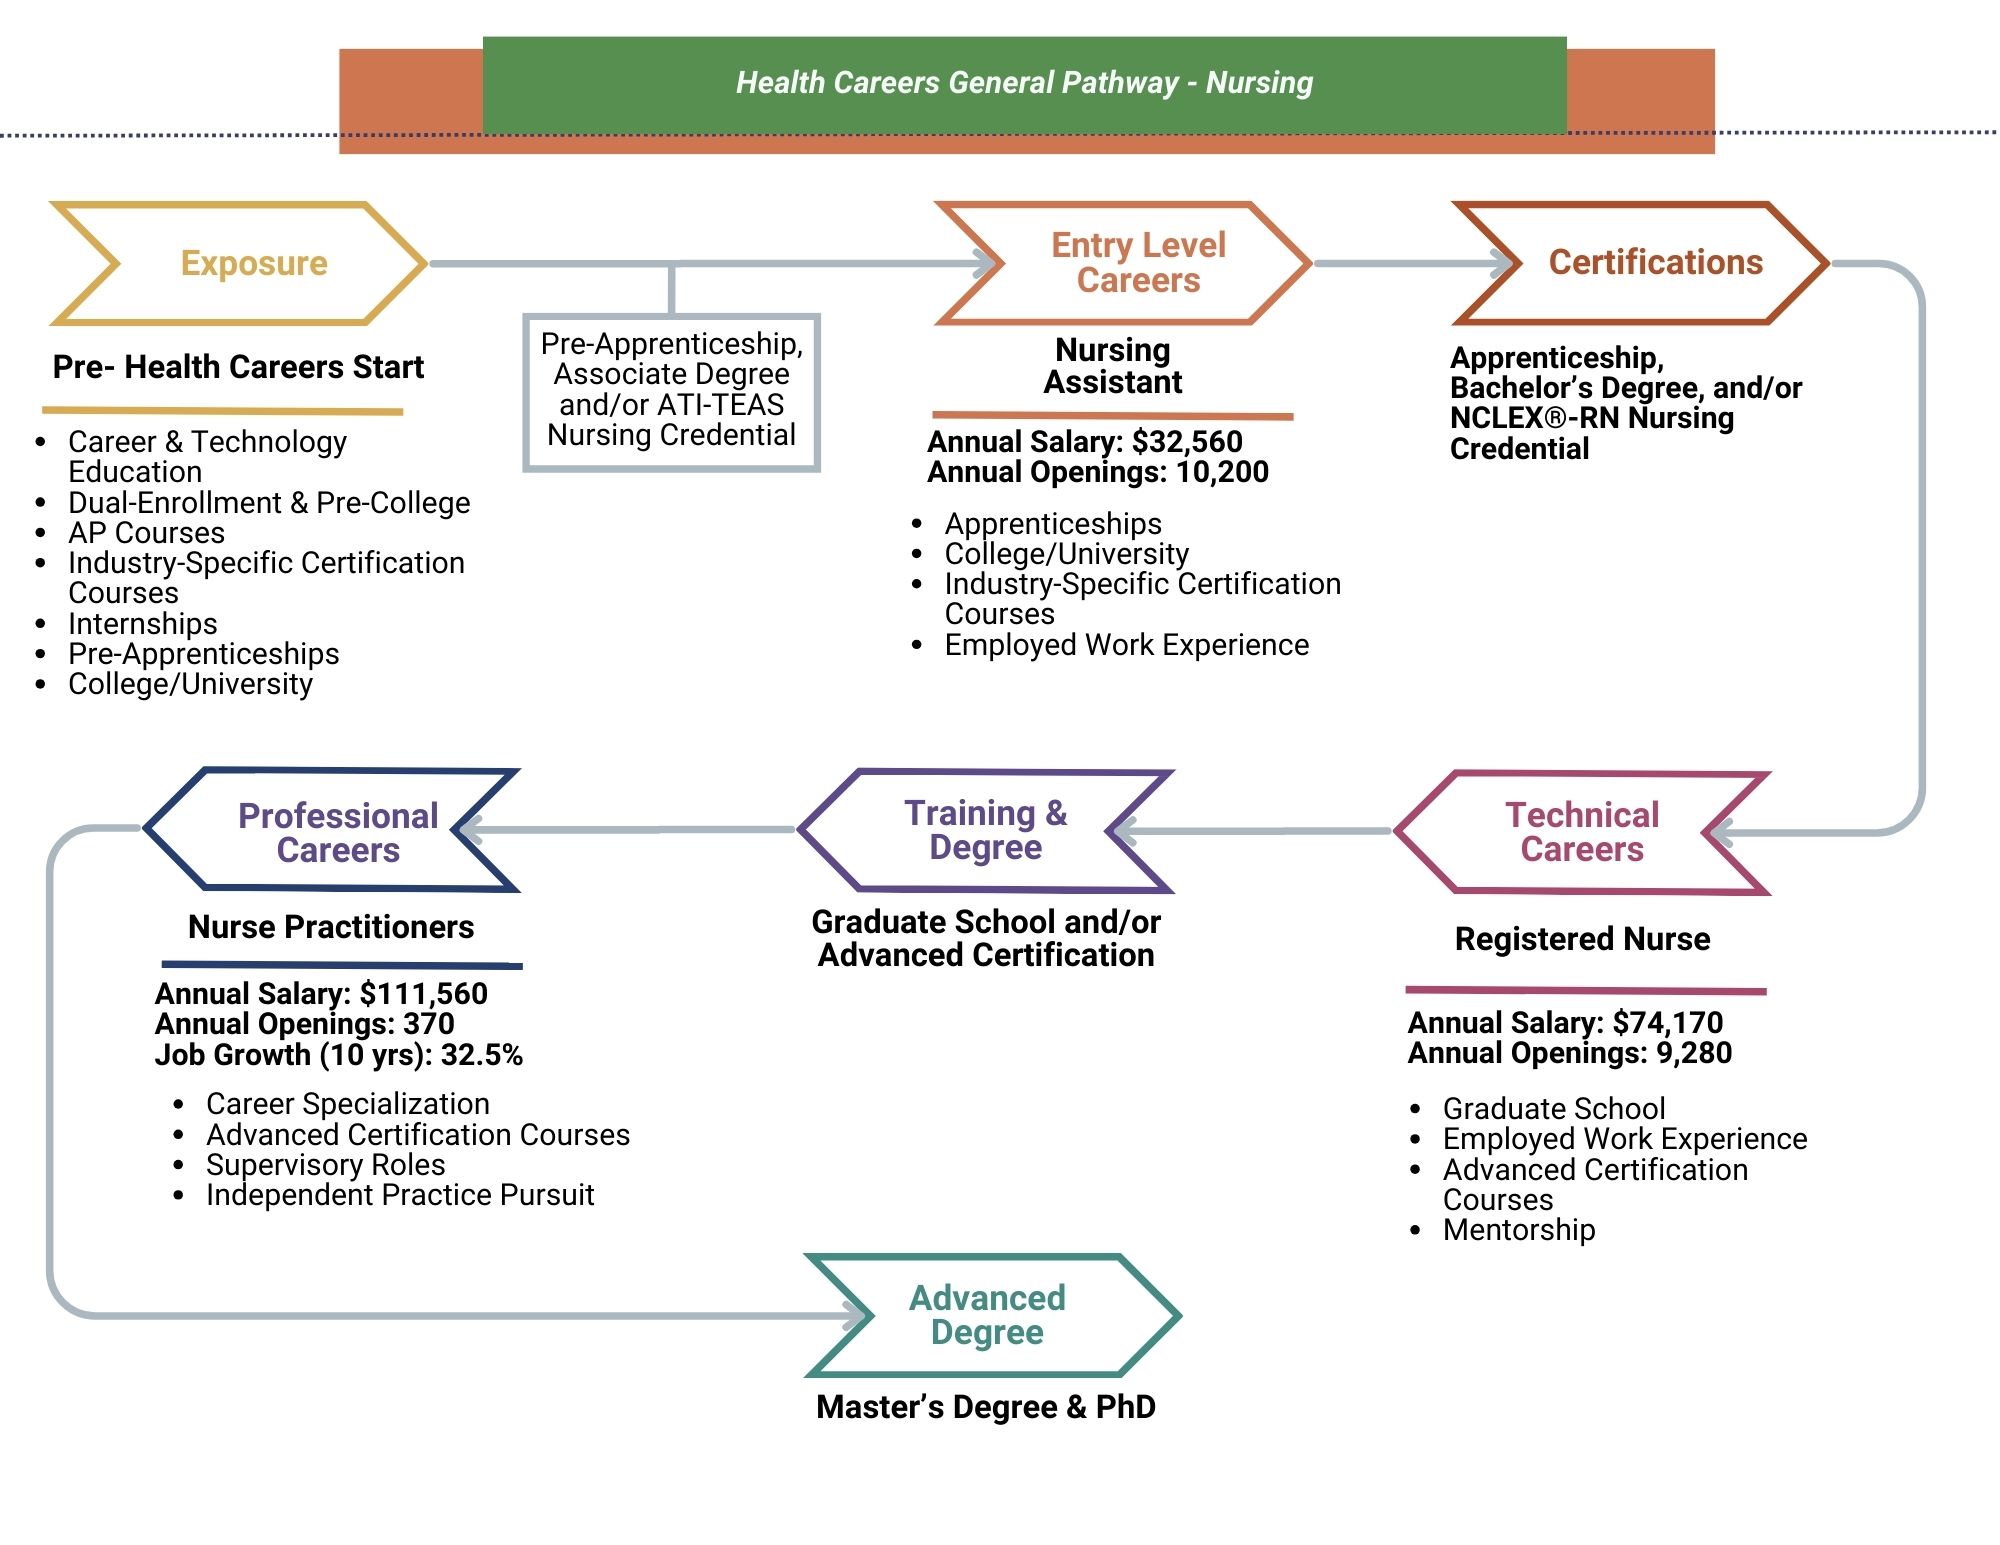 Health Careers General Pathway - Nursing
Exposure
Pre- Health Careers Start
• Career & Technology
Education
• Dual-Enrollment & Pre-College
• AP Courses
• Industry-Specific Certification
Courses
• Internships
• Pre-Apprenticeships
• College/University
Pre-Apprenticeship,
Associate Degree
and/or ATI-TEAS
Nursing Credential
Entry Level
Careers
Nursing
Assistant
Annual Salary: $32,560
Annual Openings: 10,200
• Apprenticeships
• College/University
• Industry-Specific Certification
Courses
• Employed Work Experience
Certifications
Apprenticeship,
Bachelor’s Degree, and/or
NCLEX®-RN Nursing
Credential
Technical
Careers
Registered Nurse
Annual Salary: $74,170
Annual Openings: 9,280
• Graduate School
• Employed Work Experience
• Advanced Certification
Courses
• Mentorship
Training &
Degree
Graduate School and/or
Advanced Certification
Professional
Careers
Nurse Practitioners
Annual Salary: $111,560
Annual Openings: 370
Job Growth (10 yrs): 32.5%
• Career Specialization
• Advanced Certification Courses
• Supervisory Roles
• Independent Practice Pursuit
Advanced
Degree
Master’s Degree & PhD